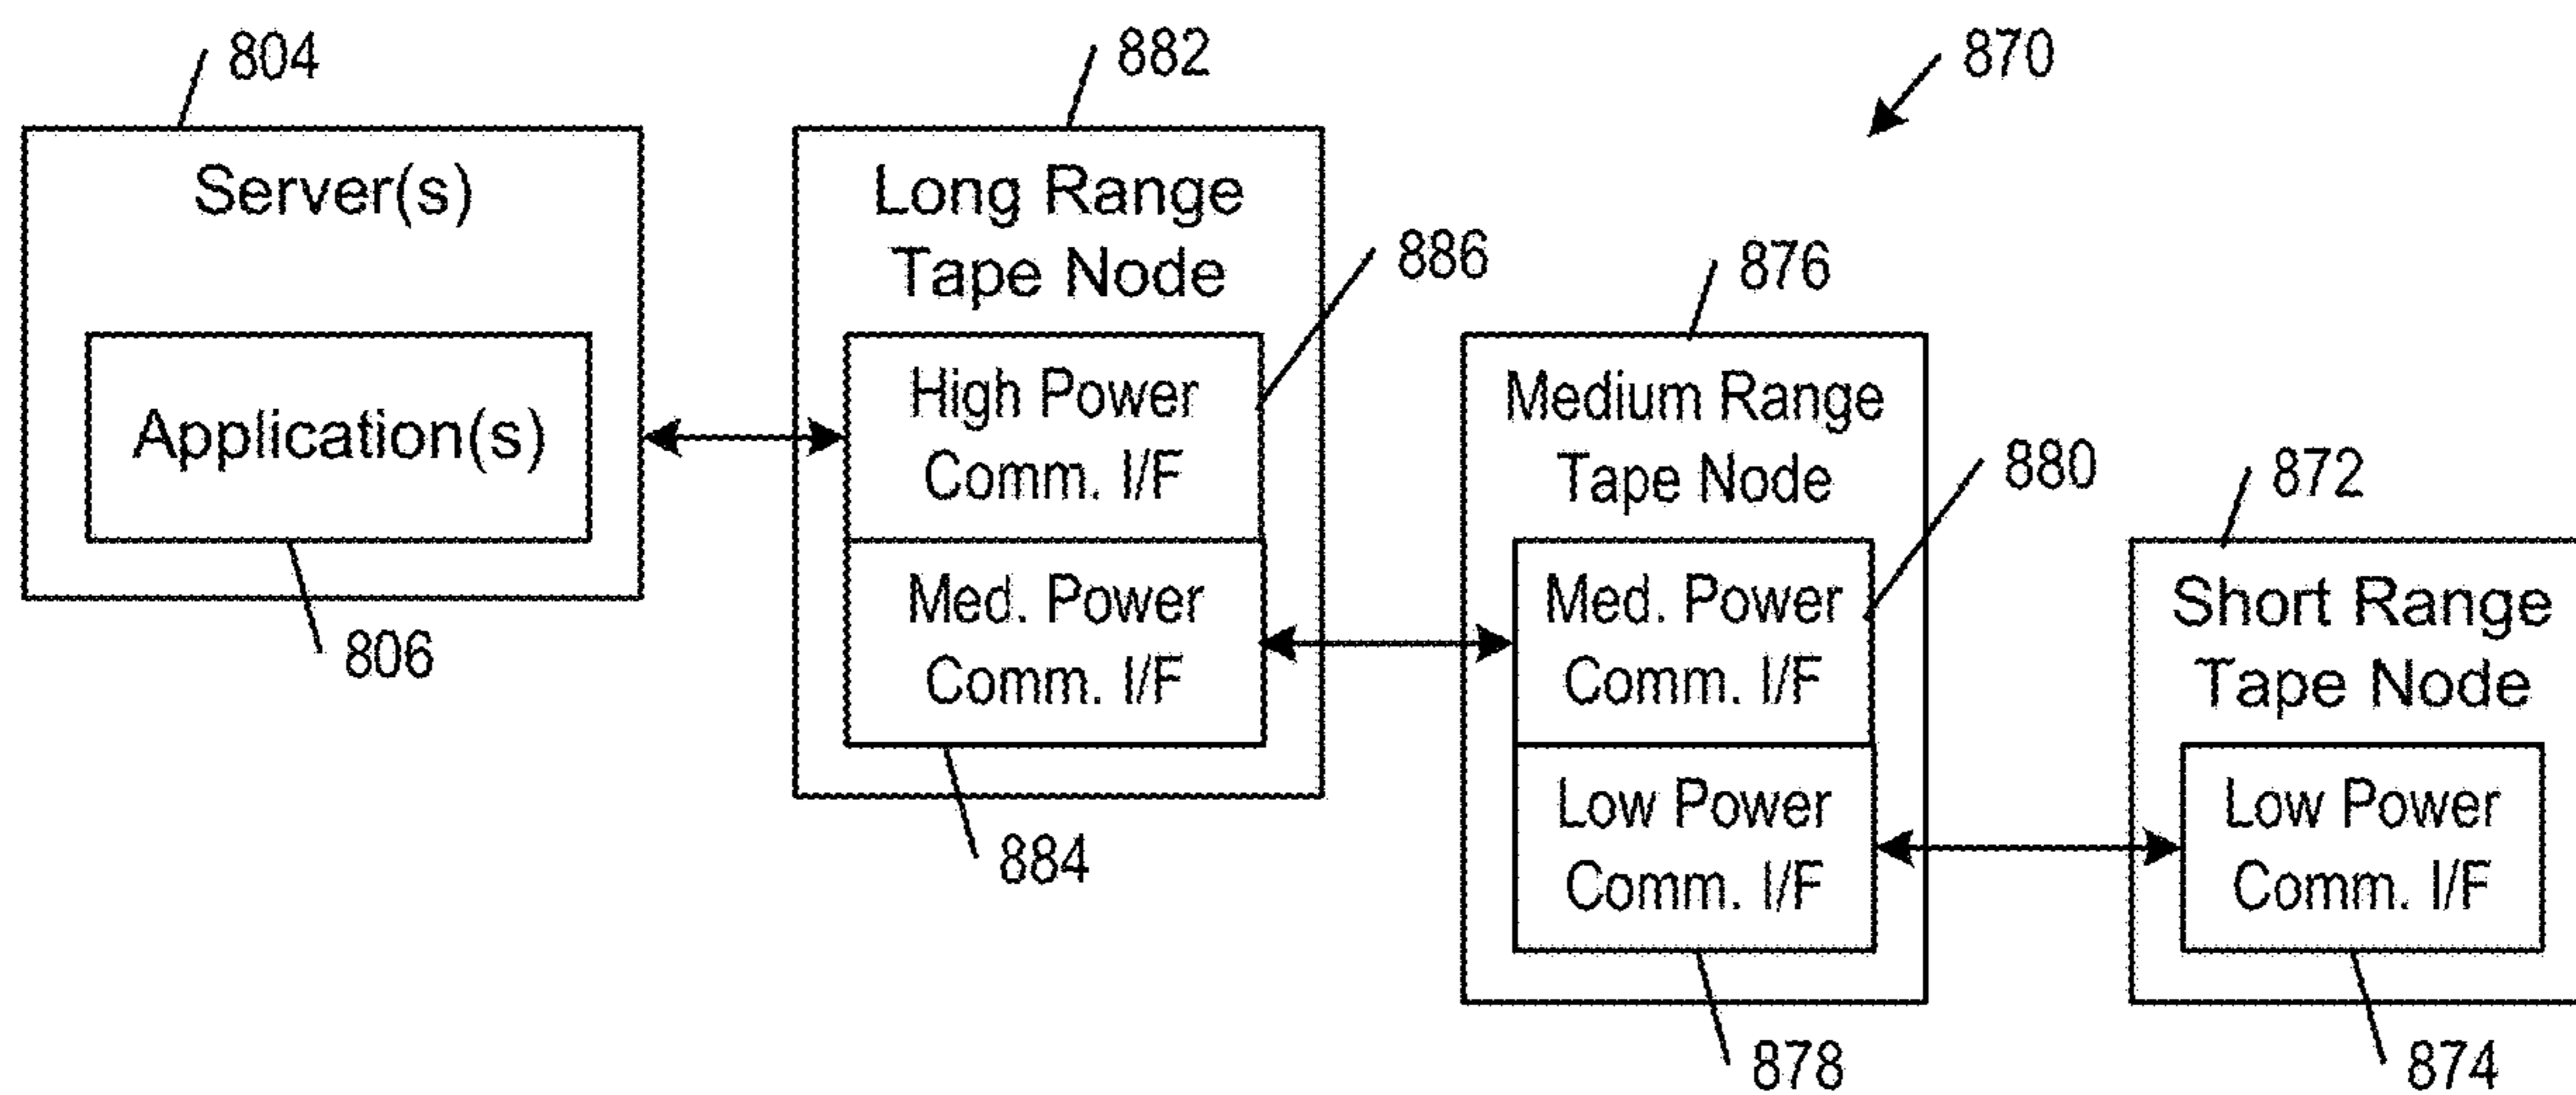 804
882
870
Server(s)
Long Range
Tape Node
886
876
High Power
Comm. I/F
Application(s)
Medium Range
Tape Node
880
872
806
Med. Power
Comm. I/F
Med. Power
Comm. I/F
Short Range
Tape Node
884
Low Power
Comm. I/F
Low Power
Comm. I/F
878
874